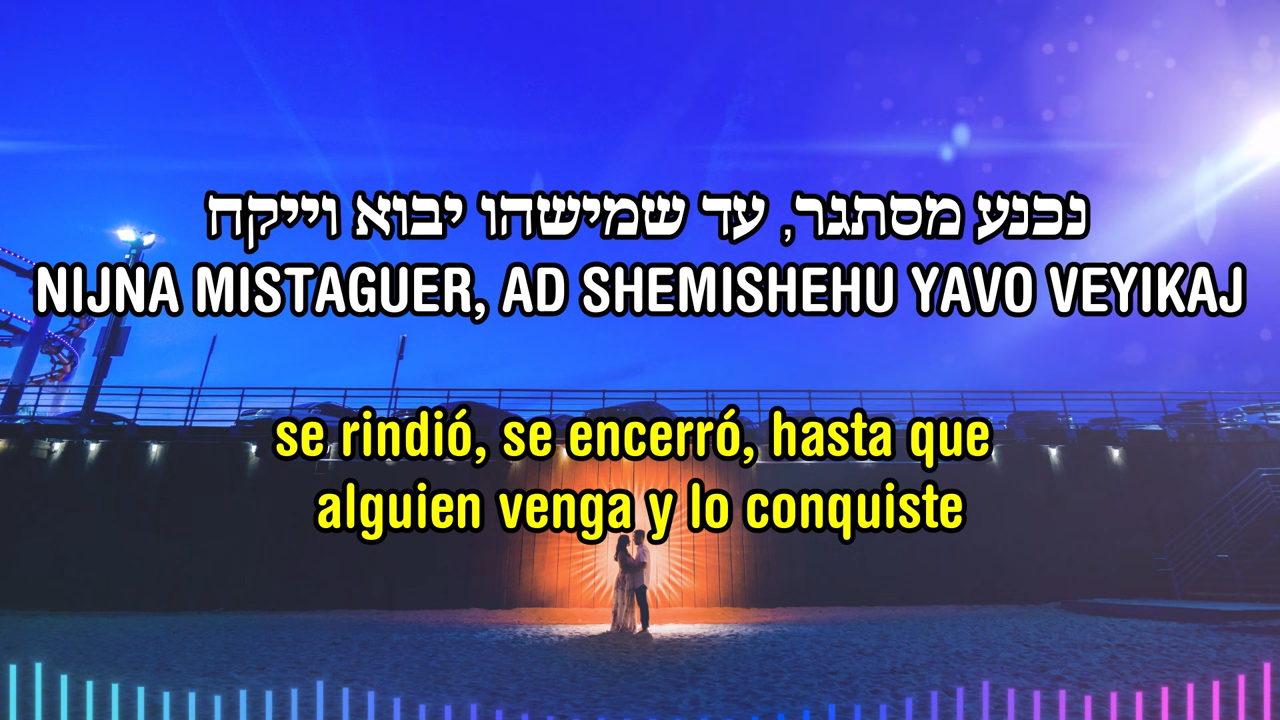 נכנע מסתגר, עד שמישהו יבוא וייקח
NIJNA MISTAGUER, AD SHEMISHEHU YAVO VEYIKAJ
se rindió, se encerró, hasta que
alguien venga y lo conquiste